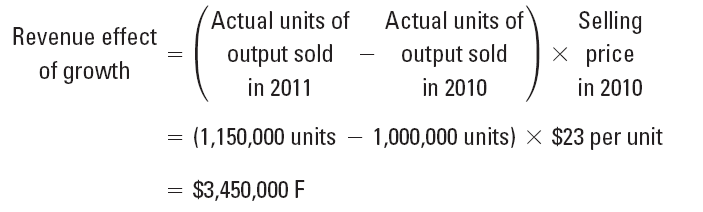 Revenue effect of growth = (Actual units of output sold in 2011 − Actual units of output sold in 2010) × Selling price in 2010
= (1,150,000 units − 1,000,000 units) × $23 per unit
= $3,450,000 F